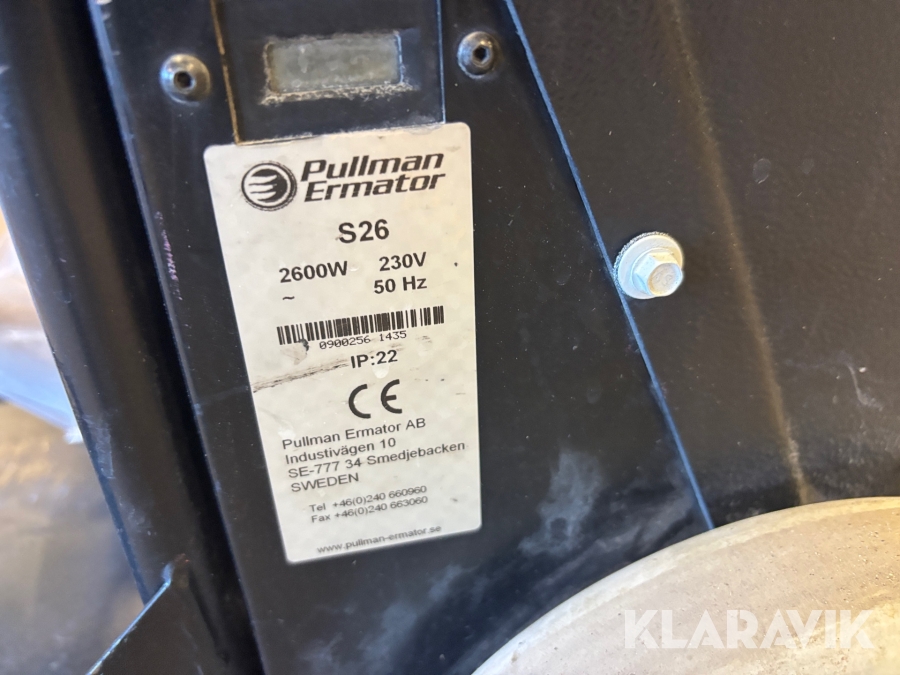 Pullman
Ermator
S26
2600W 230V
~ 50 Hz
0900256 1435
IP:22
CE
Pullman Ermator AB
Industivägen 10
SE-777 34 Smedjebacken
SWEDEN
Tel +46(0)240 660960
Fax +46(0)240 663060
www.pullman-ermator.se
KLARAVIK